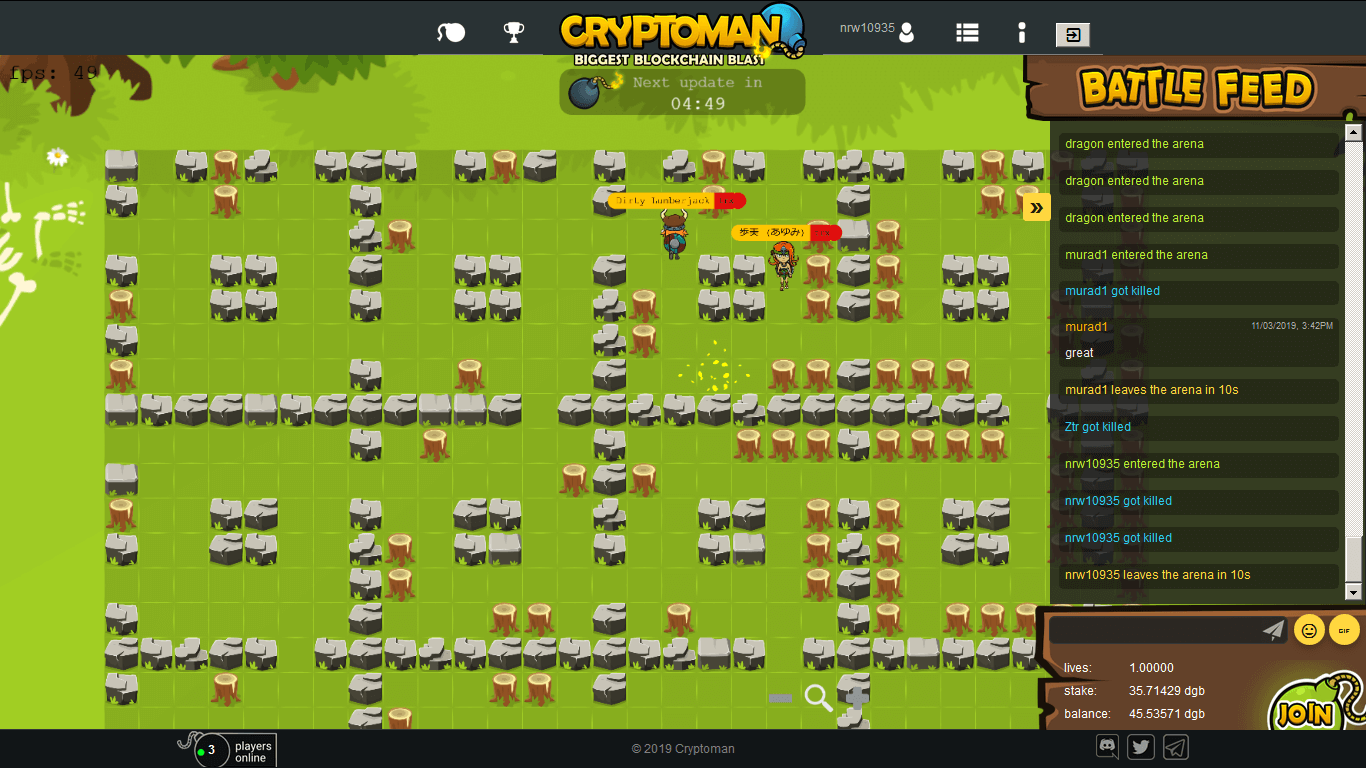 nrw10935
CRYPTOMAN
BIGGEST BLOCKCHAIN BLAST
fps: 49
Next update in
04:49
BATTLE FEED
dragon entered the arena
dragon entered the arena
dragon entered the arena
murad1 entered the arena
murad1 got killed
murad1 11/03/2019, 3:42PM
great
murad1 leaves the arena in 10s
Ztr got killed
nrw10935 entered the arena
nrw10935 got killed
nrw10935 got killed
nrw10935 leaves the arena in 10s
Dirty lumberjack
歩美 (あゆみ)
GIF
lives: 1.00000
stake: 35.71429 dgb
balance: 45.53571 dgb
JOIN
3 players
online
© 2019 Cryptoman